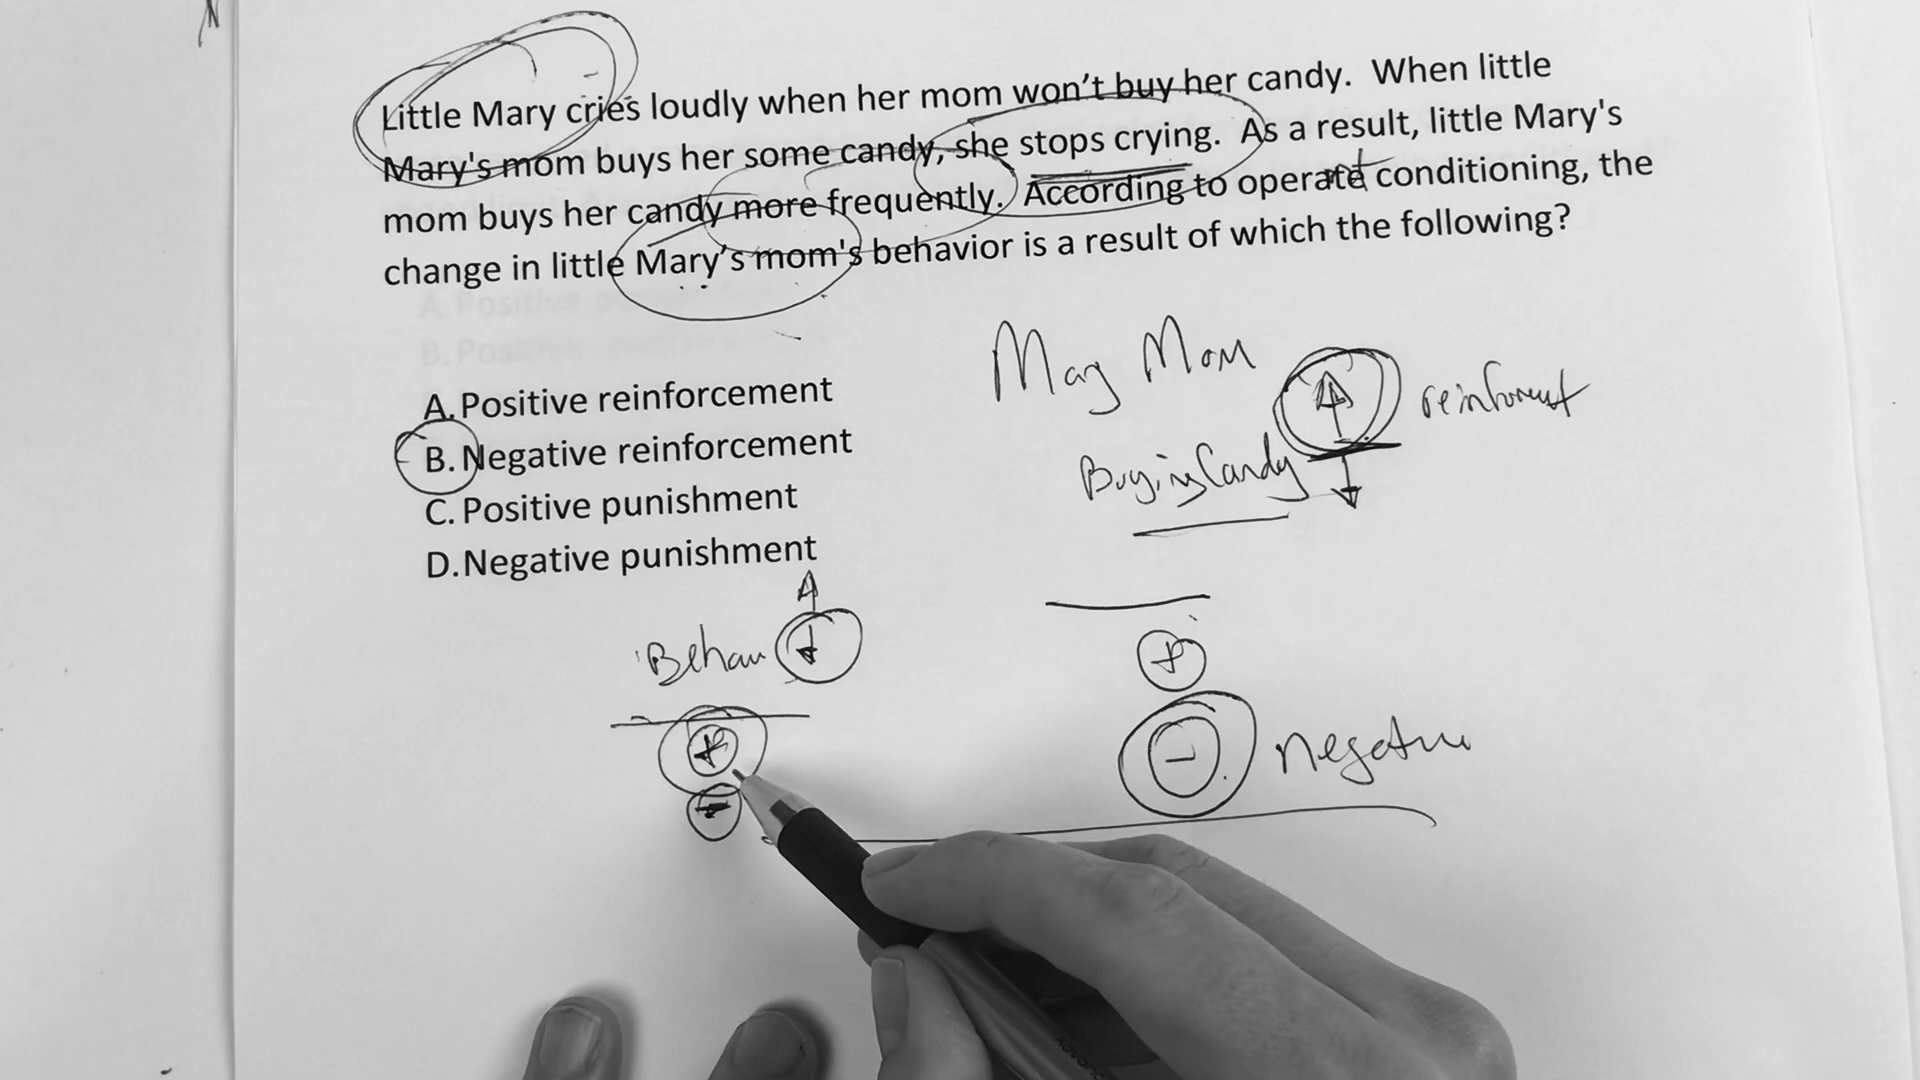 Little Mary cries loudly when her mom won't buy her candy. When little
Mary's mom buys her some candy, she stops crying. As a result, little Mary's
mom buys her candy more frequently. According to operant conditioning, the
change in little Mary's mom's behavior is a result of which the following?
A. Positive
B. Pos
A. Positive reinforcement
B. Negative reinforcement
C. Positive punishment
D. Negative punishment
Mary Mom
reinforcement
Buying Candy
Behav
+
-
+
-
Negative